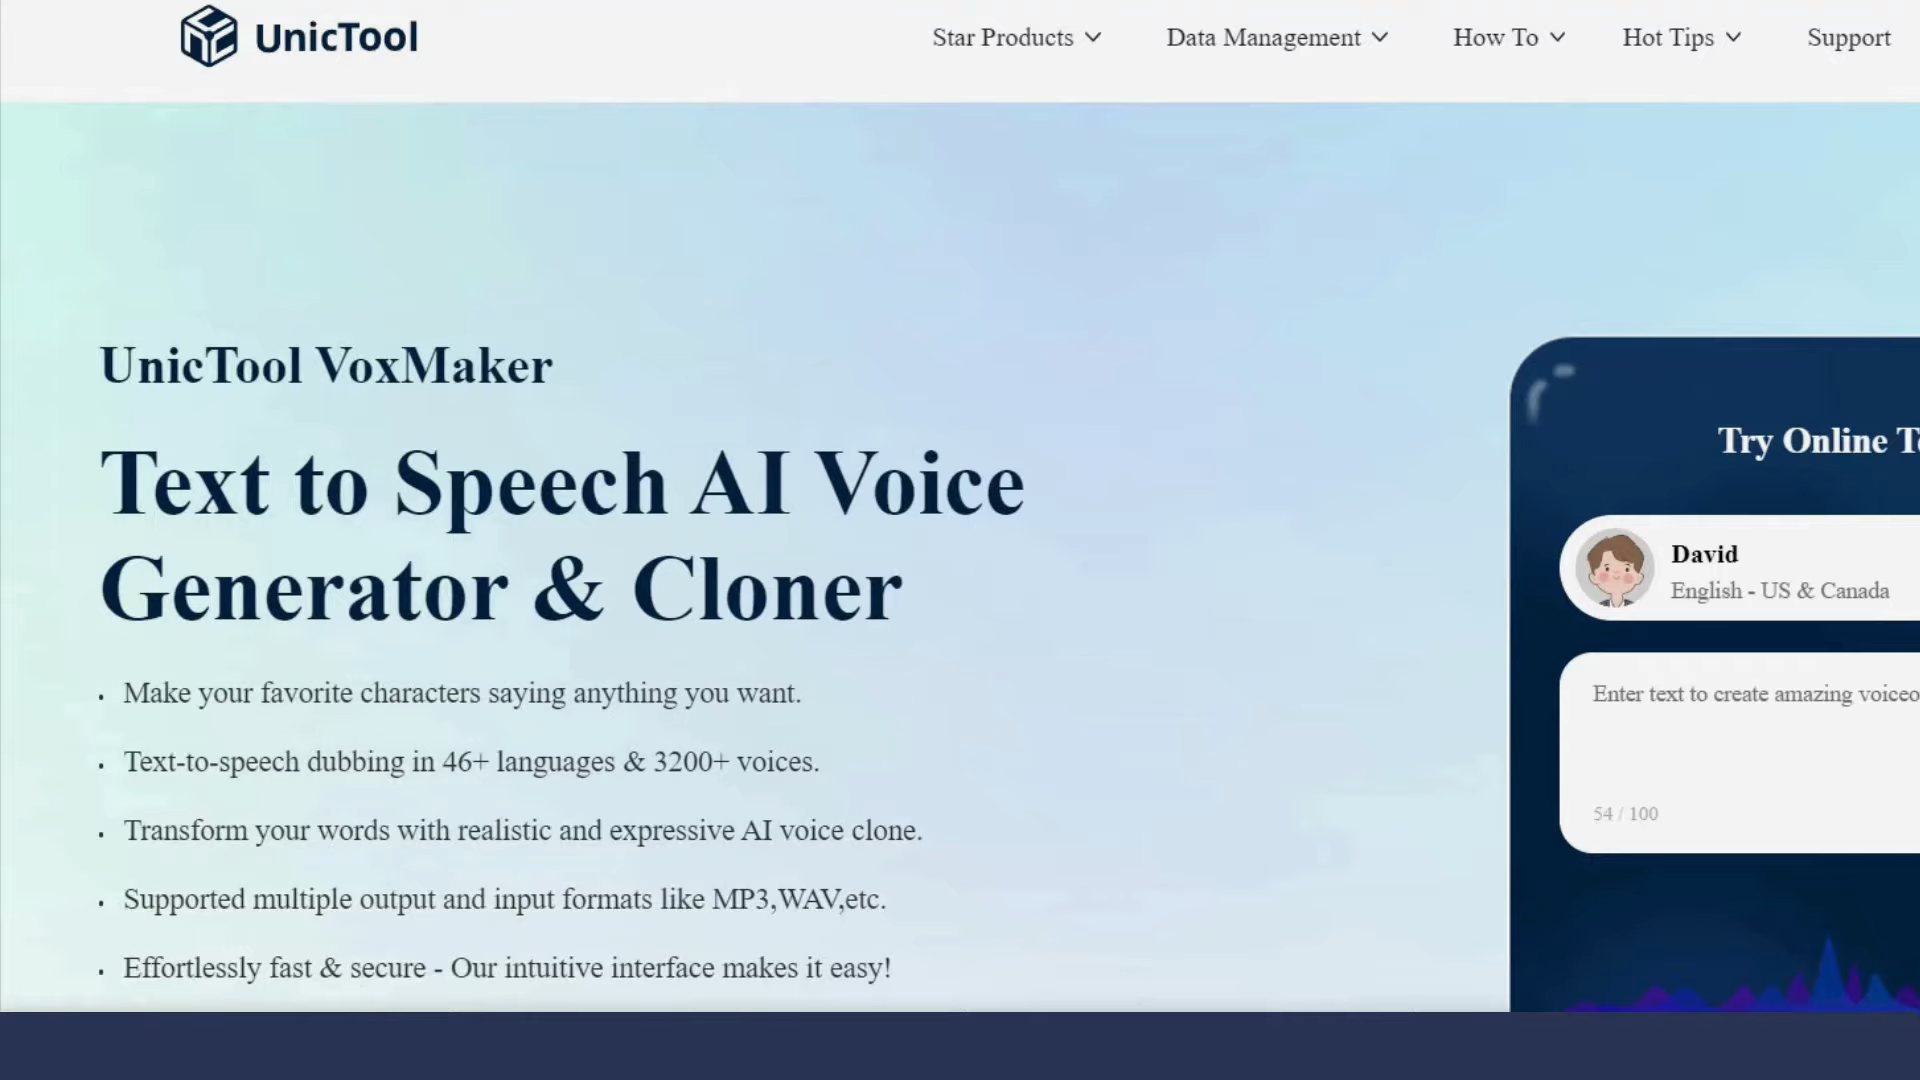 UnicTool
Star Products
Data Management
How To
Hot Tips
Support
UnicTool VoxMaker
Text to Speech AI Voice
Generator & Cloner
Make your favorite characters saying anything you want.
Text-to-speech dubbing in 46+ languages & 3200+ voices.
Transform your words with realistic and expressive AI voice clone.
Supported multiple output and input formats like MP3,WAV,etc.
Effortlessly fast & secure - Our intuitive interface makes it easy!
Try Online
David
English - US & Canada
Enter text to create amazing
54 / 100